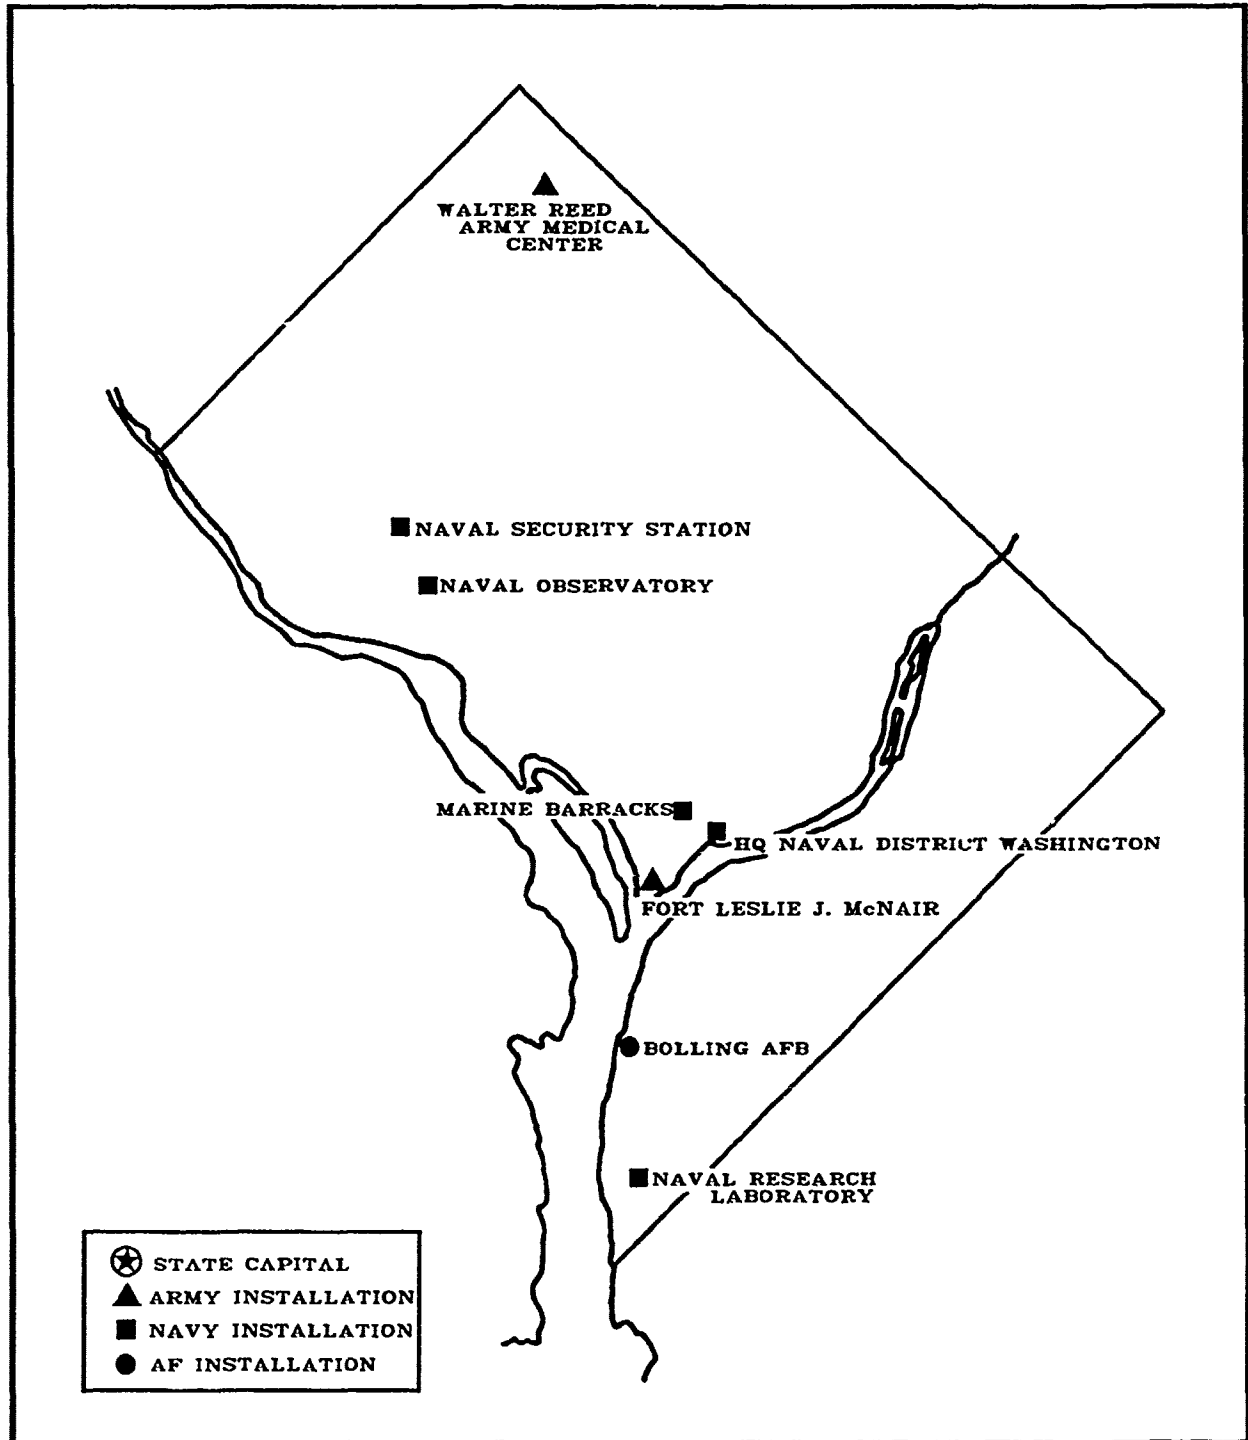 WALTER REED
ARMY MEDICAL
CENTER
NAVAL SECURITY STATION
NAVAL OBSERVATORY
MARINE BARRACKS
HQ NAVAL DISTRICT WASHINGTON
FORT LESLIE J. McNAIR
BOLLING AFB
NAVAL RESEARCH
LABORATORY
STATE CAPITAL
ARMY INSTALLATION
NAVY INSTALLATION
AF INSTALLATION